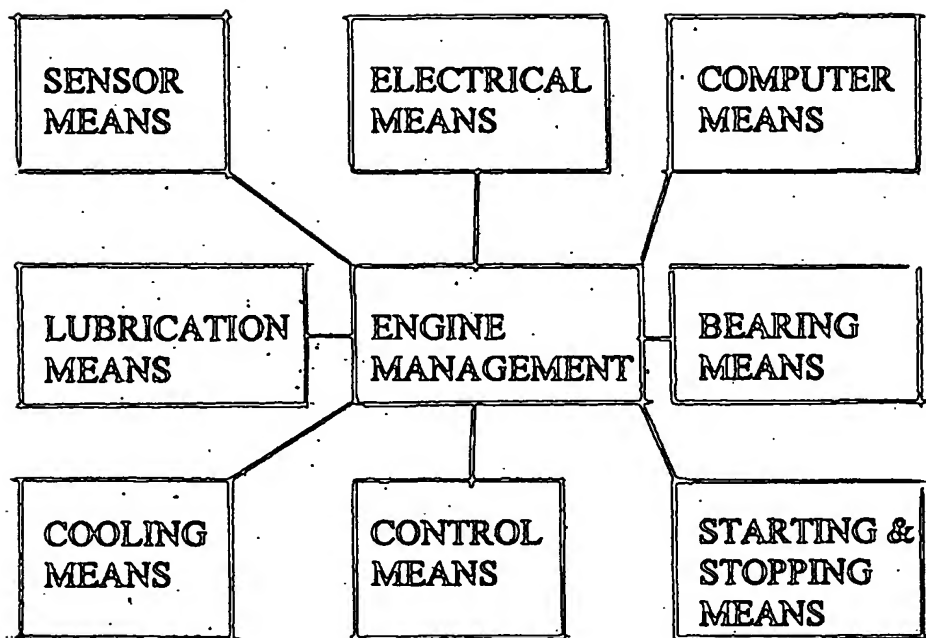 SENSOR
MEANS
ELECTRICAL
MEANS
COMPUTER
MEANS
LUBRICATION
MEANS
ENGINE
MANAGEMENT
BEARING
MEANS
COOLING
MEANS
CONTROL
MEANS
STARTING &
STOPPING
MEANS